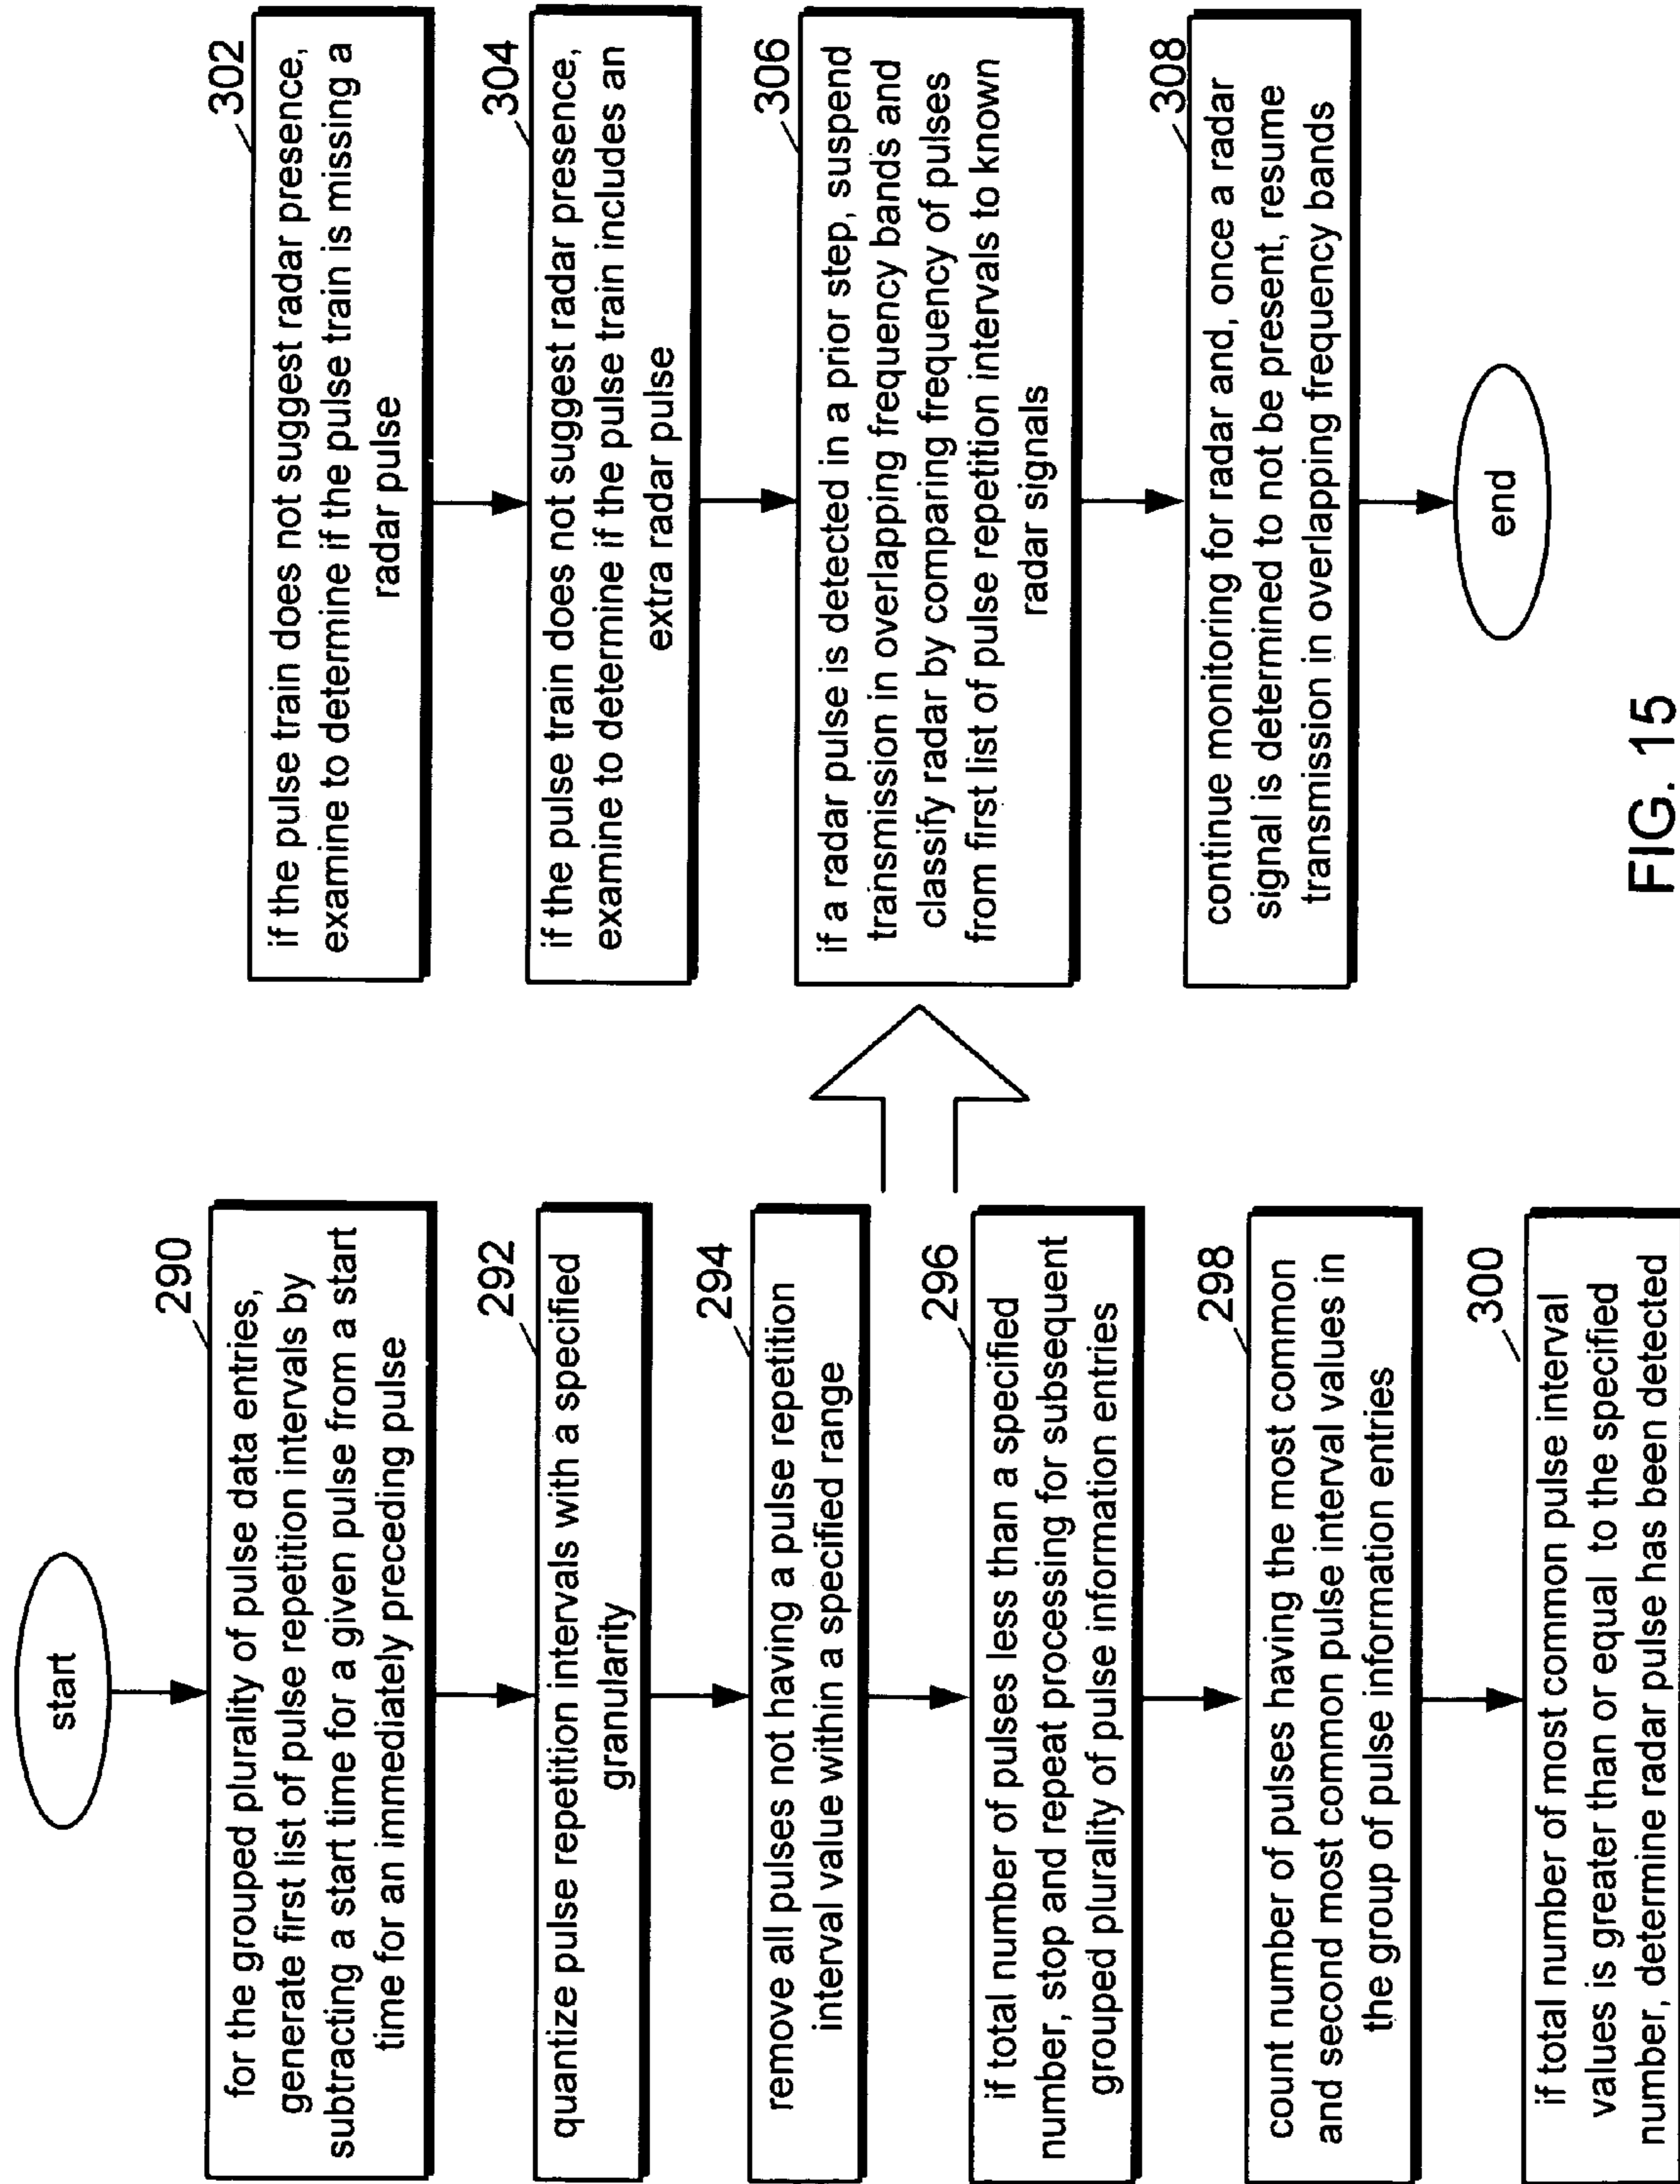 start
290
for the grouped plurality of pulse data entries,
generate first list of pulse repetition intervals by
subtracting a start time for a given pulse from a start
time for an immediately preceding pulse
292
quantize pulse repetition intervals with a specified
granularity
294
remove all pulses not having a pulse repetition
interval value within a specified range
296
if total number of pulses less than a specified
number, stop and repeat processing for subsequent
grouped plurality of pulse information entries
298
count number of pulses having the most common
and second most common pulse interval values in
the group of pulse information entries
300
if total number of most common pulse interval
values is greater than or equal to the specified
number, determine radar pulse has been detected
302
if the pulse train does not suggest radar presence,
examine to determine if the pulse train is missing a
radar pulse
304
if the pulse train does not suggest radar presence,
examine to determine if the pulse train includes an
extra radar pulse
306
if a radar pulse is detected in a prior step, suspend
transmission in overlapping frequency bands and
classify radar by comparing frequency of pulses
from first list of pulse repetition intervals to known
radar signals
308
continue monitoring for radar and, once a radar
signal is determined to not be present, resume
transmission in overlapping frequency bands
end
FIG. 15